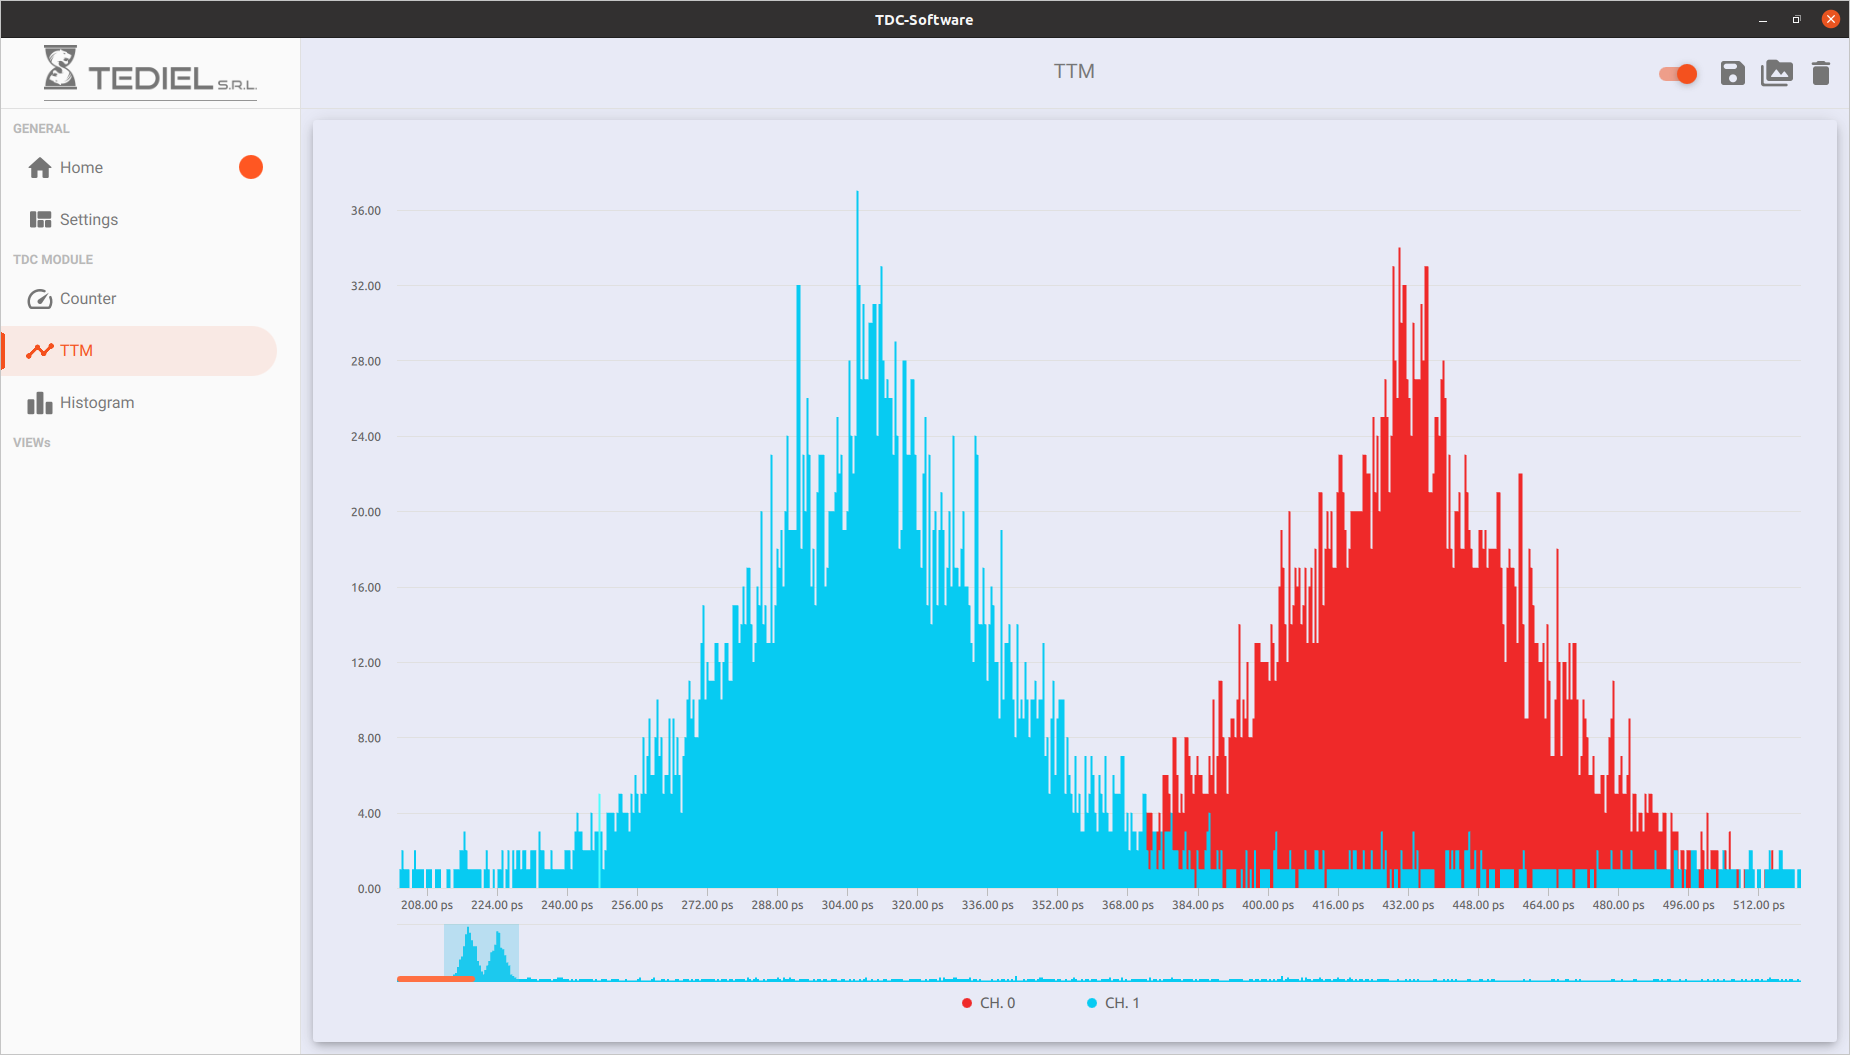 TDC-Software
TEDIEL S.R.L.
TTM
GENERAL
Home
Settings
TDC MODULE
Counter
TTM
Histogram
VIEWs
36.00
32.00
28.00
24.00
20.00
16.00
12.00
8.00
4.00
0.00
208.00 ps 224.00 ps 240.00 ps 256.00 ps 272.00 ps 288.00 ps 304.00 ps 320.00 ps 336.00 ps 352.00 ps 368.00 ps 384.00 ps 400.00 ps 416.00 ps 432.00 ps 448.00 ps 464.00 ps 480.00 ps 496.00 ps 512.00 ps
CH. 0 CH. 1